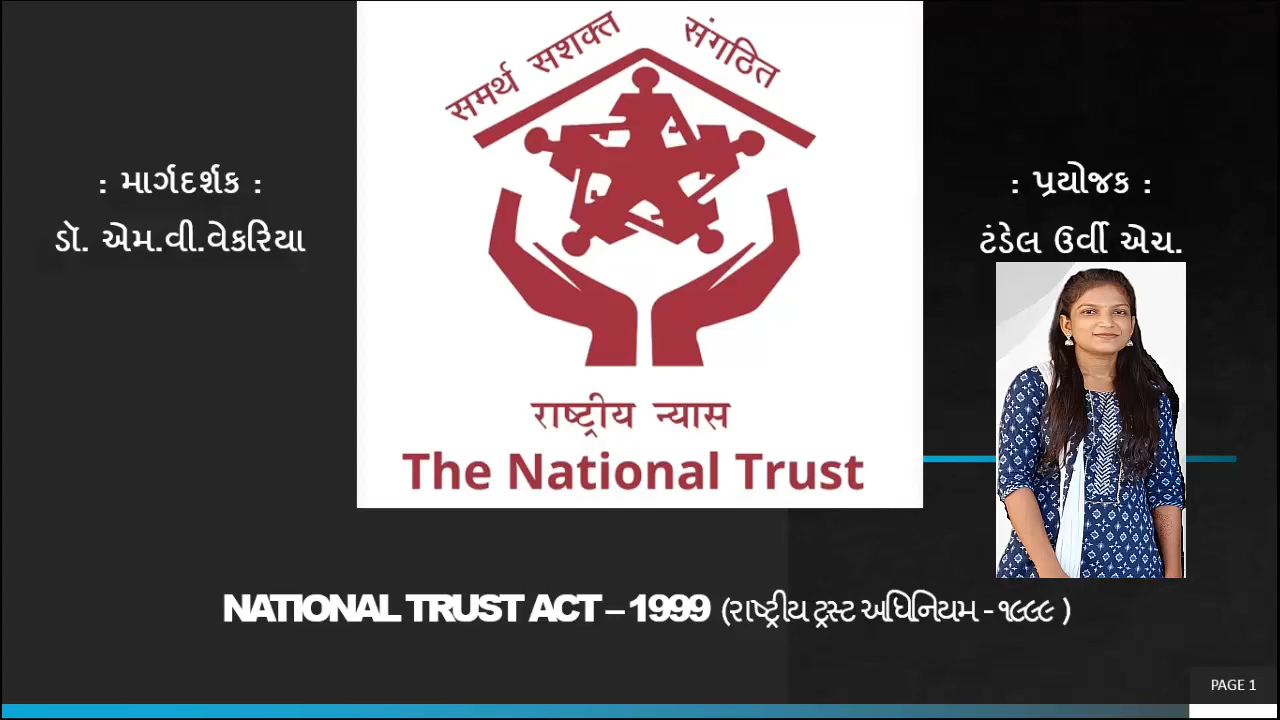 समर्थ सशक्त संगठित
: માર્ગદર્શક :
ડૉ. એમ.વી.વેકરિયા
: પ્રયોજક :
ટંડેલ ઉર્વી એચ.
राष्ट्रीय न्यास
The National Trust
NATIONAL TRUST ACT – 1999 (રાષ્ટ્રીય ટ્રસ્ટ અધિનિયમ - ૧૯૯૯ )
PAGE 1